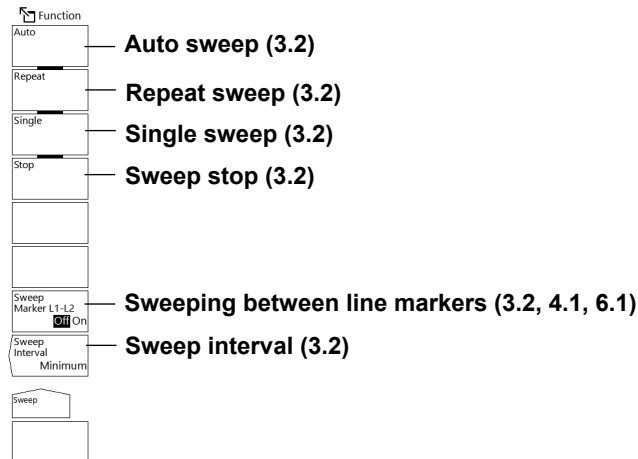 Function
Auto
Auto sweep (3.2)
Repeat
Repeat sweep (3.2)
Single
Single sweep (3.2)
Stop
Sweep stop (3.2)
Sweep
Marker L1-L2
Off On
Sweeping between line markers (3.2, 4.1, 6.1)
Sweep
Interval
Minimum
Sweep interval (3.2)
Sweep